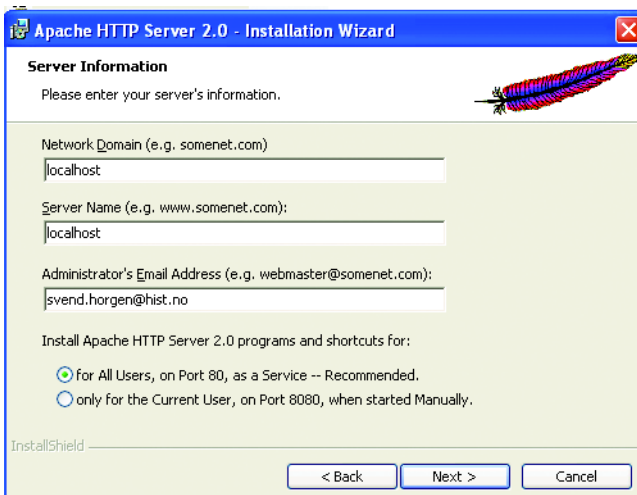 Apache HTTP Server 2.0 - Installation Wizard
Server Information
Please enter your server's information.
Network Domain (e.g. somenet.com)
localhost
Server Name (e.g. www.somenet.com):
localhost
Administrator's Email Address (e.g. webmaster@somenet.com):
svend.horgen@hist.no
Install Apache HTTP Server 2.0 programs and shortcuts for:
for All Users, on Port 80, as a Service -- Recommended.
only for the Current User, on Port 8080, when started Manually.
InstallShield
< Back Next > Cancel